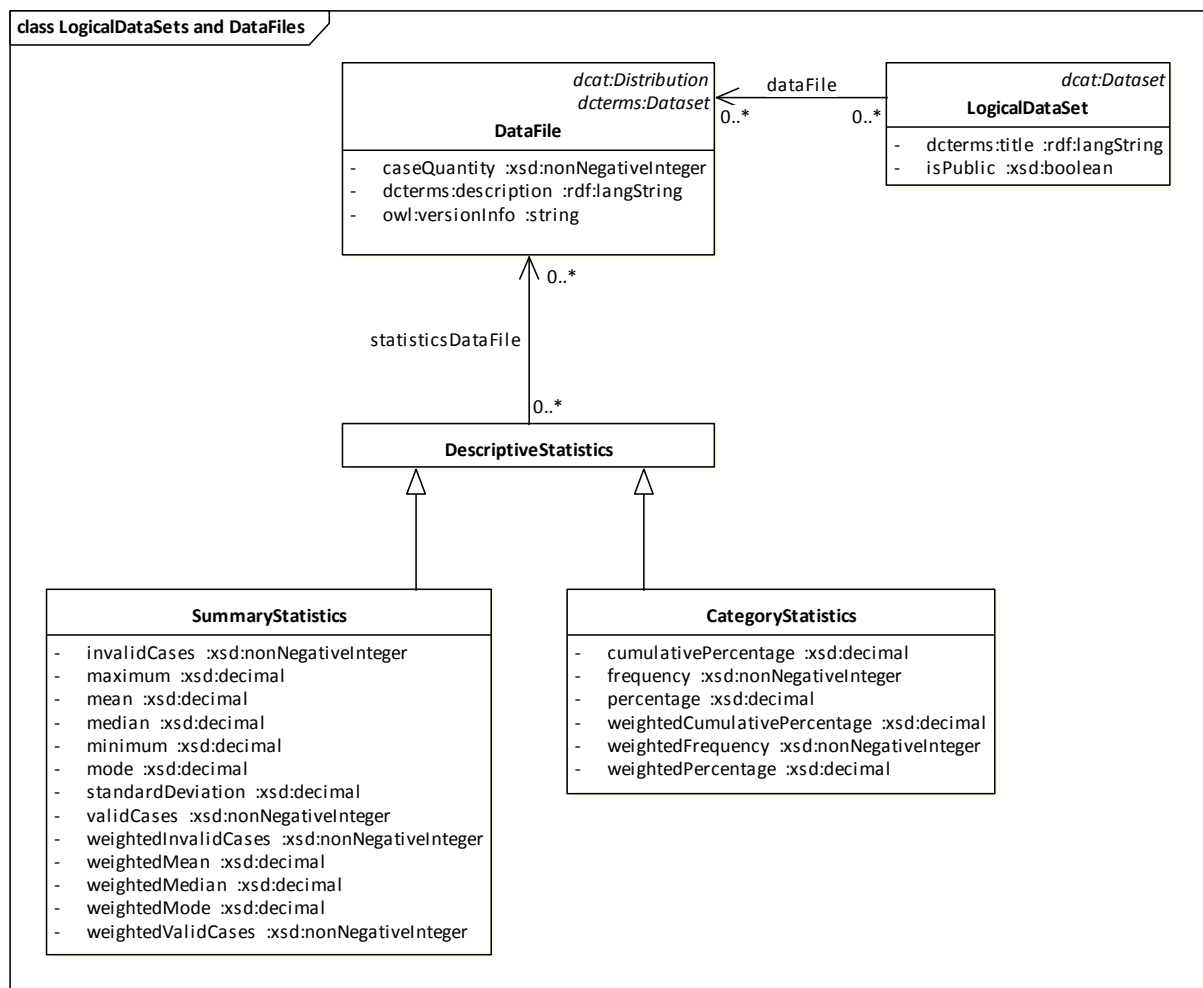 class LogicalDataSets and DataFiles
dcat:Distribution
dcterms:Dataset
DataFile
- caseQuantity :xsd:nonNegativeInteger
- dcterms:description :rdf:langString
- owl:versionInfo :string
dataFile
0..*
0..*
dcat:Dataset
LogicalDataSet
- dcterms:title :rdf:langString
- isPublic :xsd:boolean
0..*
statisticsDataFile
0..*
DescriptiveStatistics
SummaryStatistics
- invalidCases :xsd:nonNegativeInteger
- maximum :xsd:decimal
- mean :xsd:decimal
- median :xsd:decimal
- minimum :xsd:decimal
- mode :xsd:decimal
- standardDeviation :xsd:decimal
- validCases :xsd:nonNegativeInteger
- weightedInvalidCases :xsd:nonNegativeInteger
- weightedMean :xsd:decimal
- weightedMedian :xsd:decimal
- weightedMode :xsd:decimal
- weightedValidCases :xsd:nonNegativeInteger
CategoryStatistics
- cumulativePercentage :xsd:decimal
- frequency :xsd:nonNegativeInteger
- percentage :xsd:decimal
- weightedCumulativePercentage :xsd:decimal
- weightedFrequency :xsd:nonNegativeInteger
- weightedPercentage :xsd:decimal